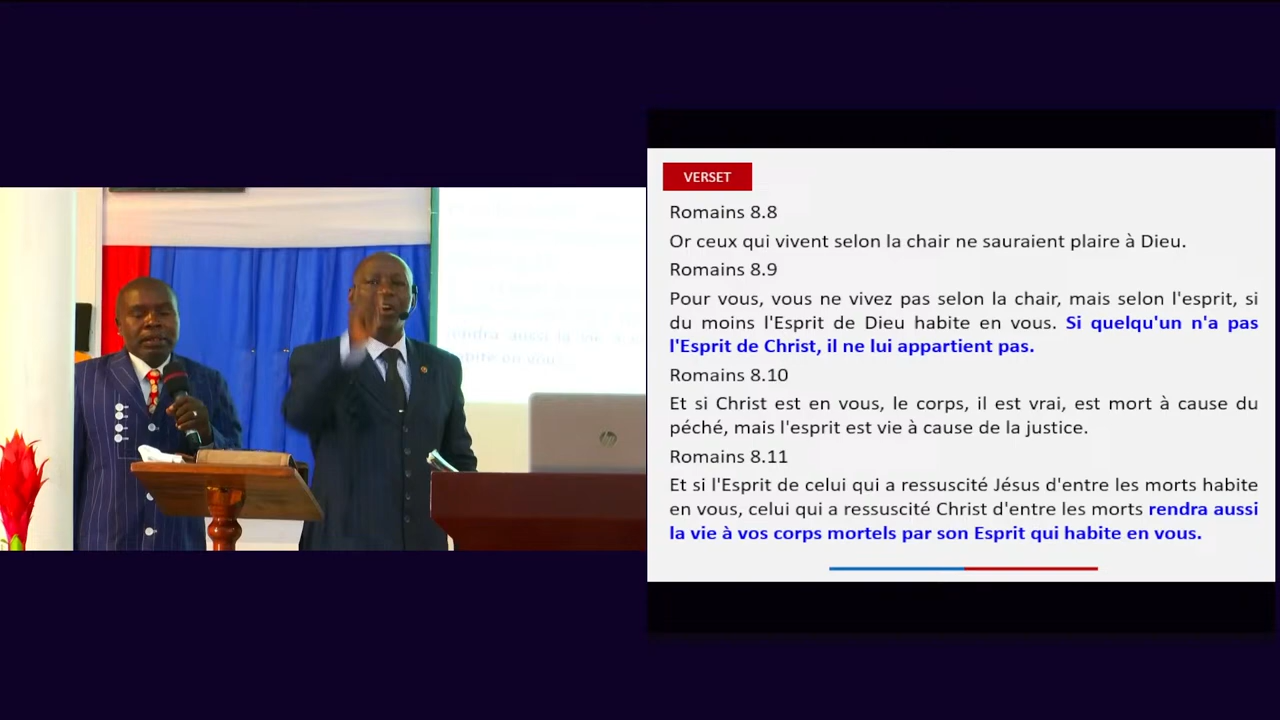 VERSET
Romains 8.8
Or ceux qui vivent selon la chair ne sauraient plaire à Dieu.
Romains 8.9
Pour vous, vous ne vivez pas selon la chair, mais selon l'esprit, si
du moins l'Esprit de Dieu habite en vous. Si quelqu'un n'a pas
l'Esprit de Christ, il ne lui appartient pas.
Romains 8.10
Et si Christ est en vous, le corps, il est vrai, est mort à cause du
péché, mais l'esprit est vie à cause de la justice.
Romains 8.11
Et si l'Esprit de celui qui a ressuscité Jésus d'entre les morts habite
en vous, celui qui a ressuscité Christ d'entre les morts rendra aussi
la vie à vos corps mortels par son Esprit qui habite en vous.